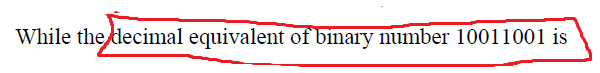 While the decimal equivalent of binary number 10011001 is